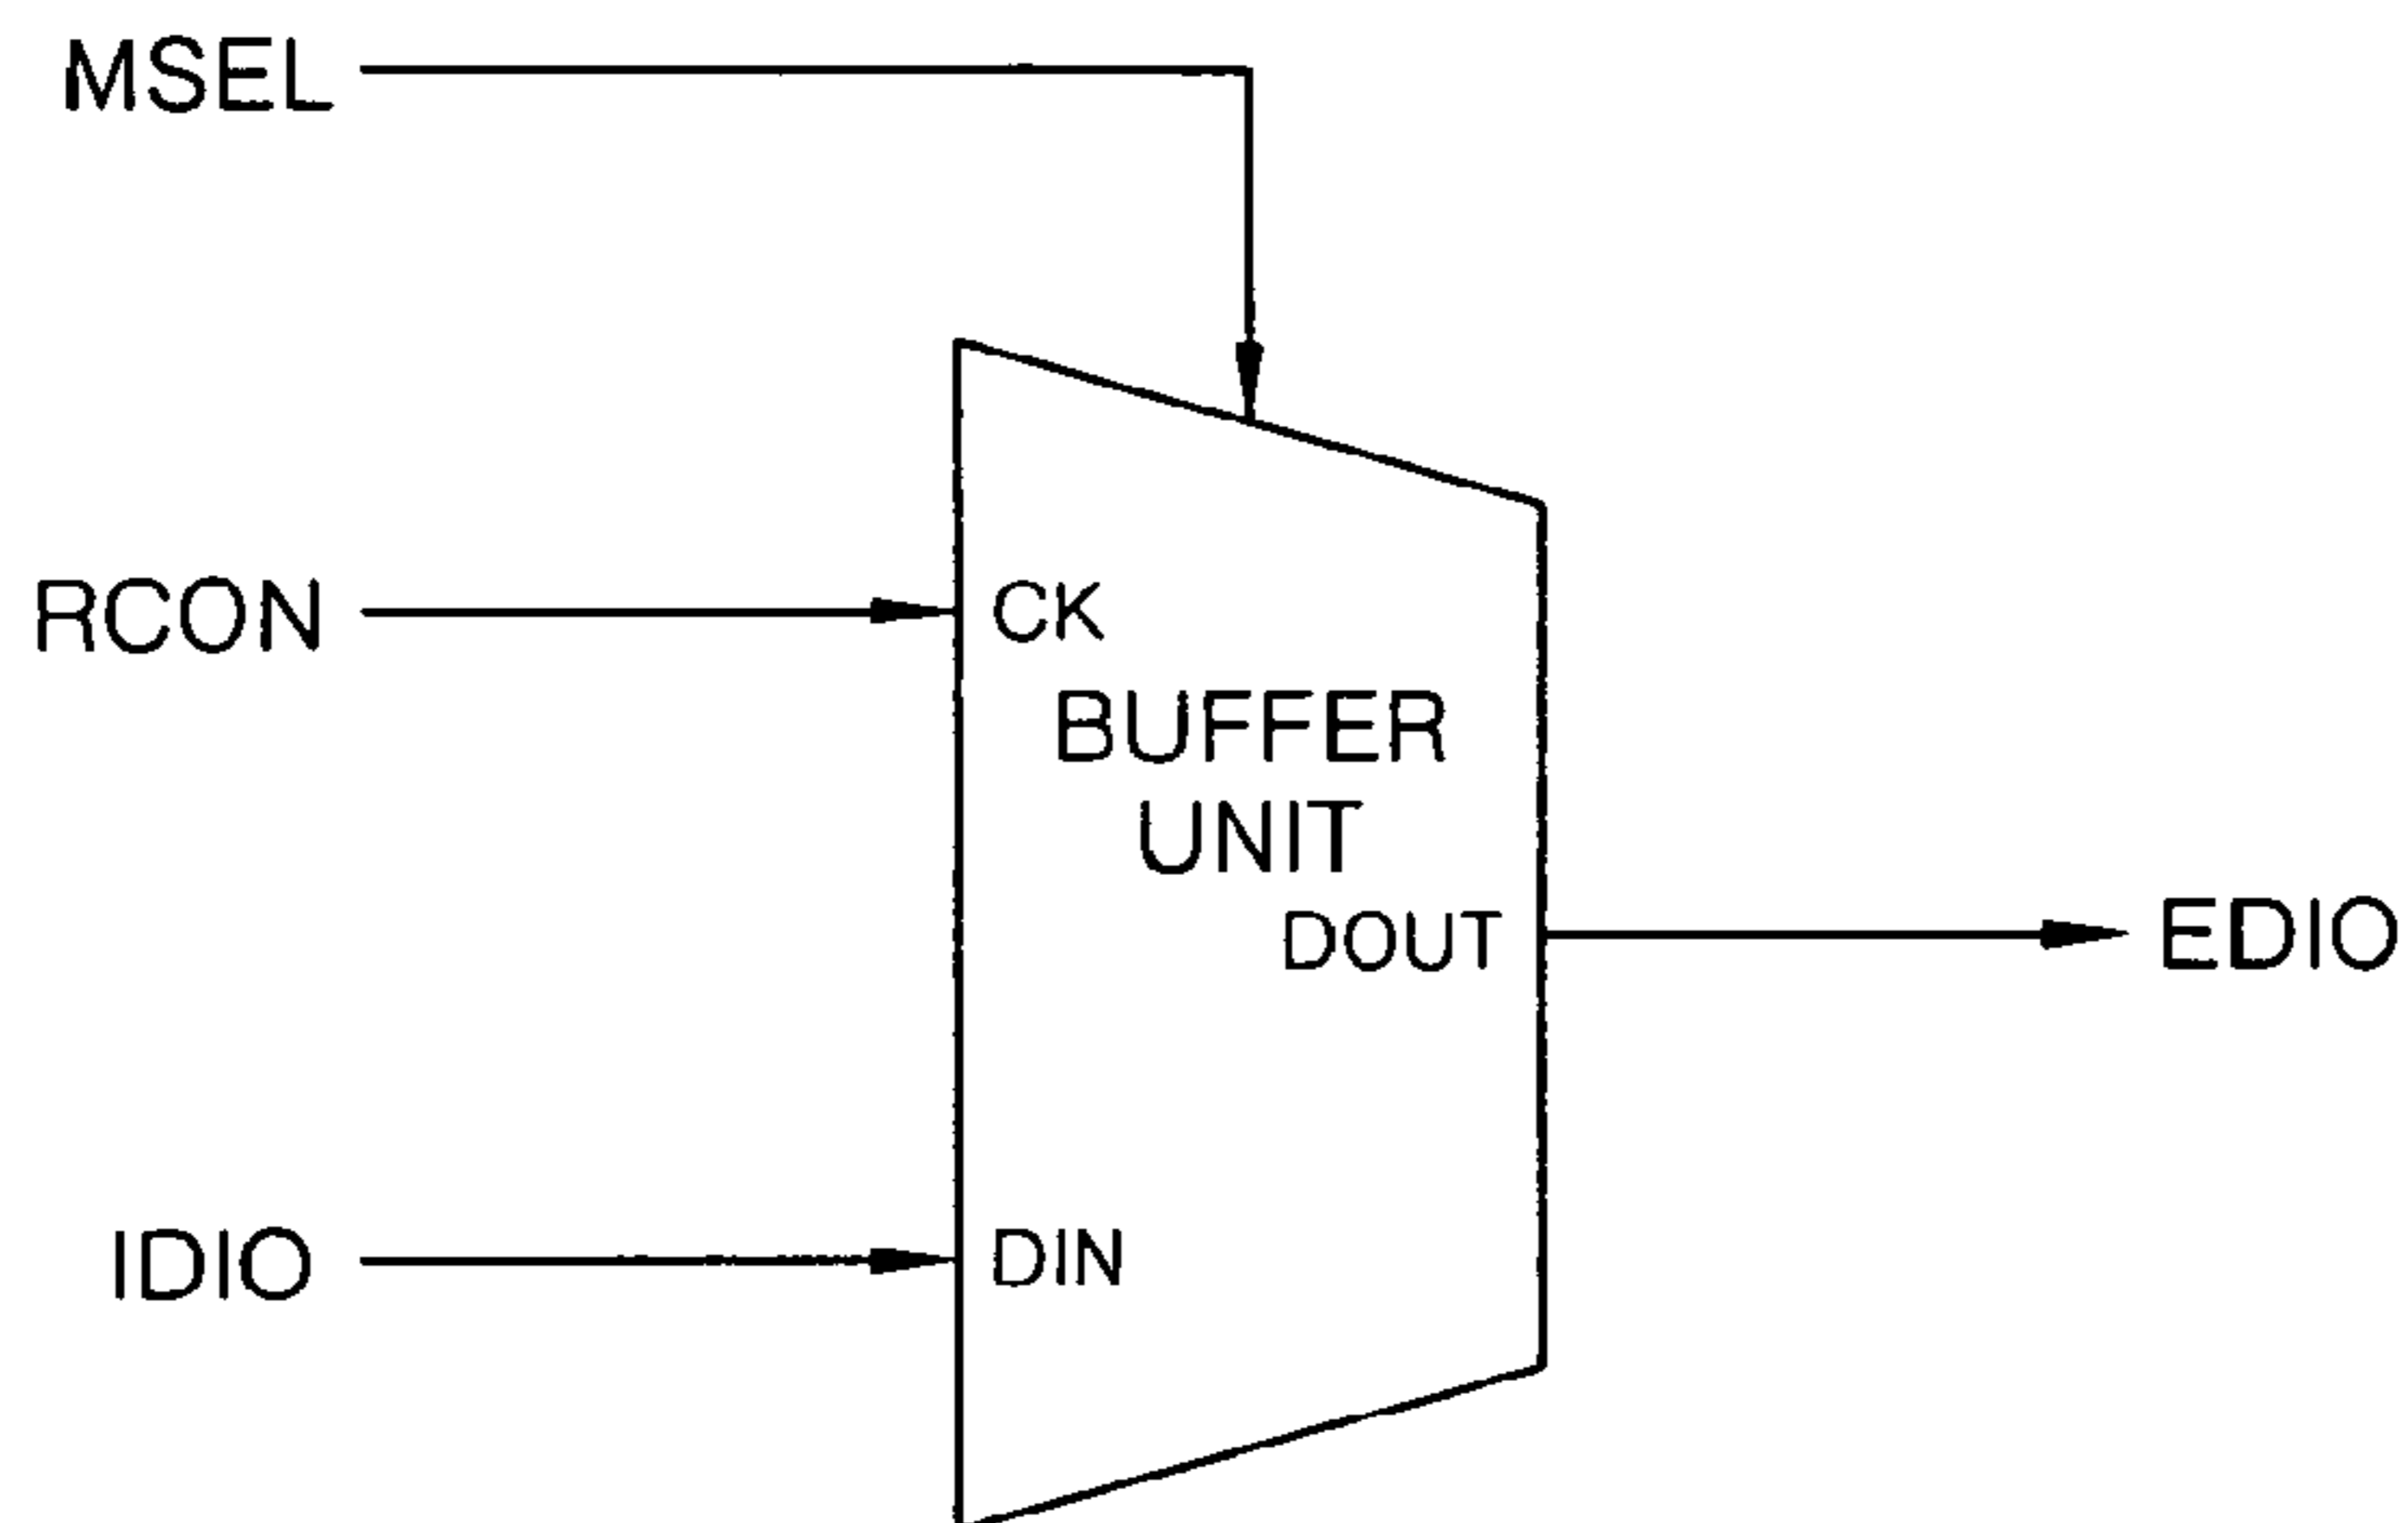 MSEL
RCON
CK
BUFFER
UNIT
DOUT
EDIO
IDIO
DIN